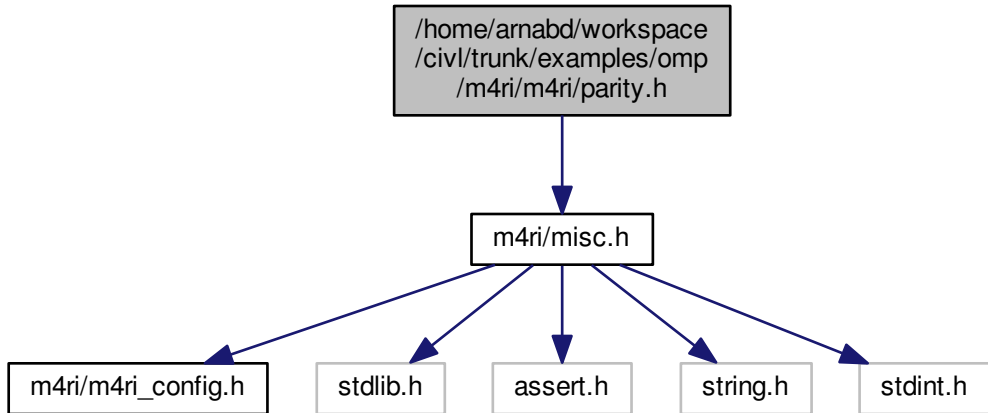 /home/arnabd/workspace
/civl/trunk/examples/omp
/m4ri/m4ri/parity.h
m4ri/misc.h
m4ri/m4ri_config.h
stdlib.h
assert.h
string.h
stdint.h